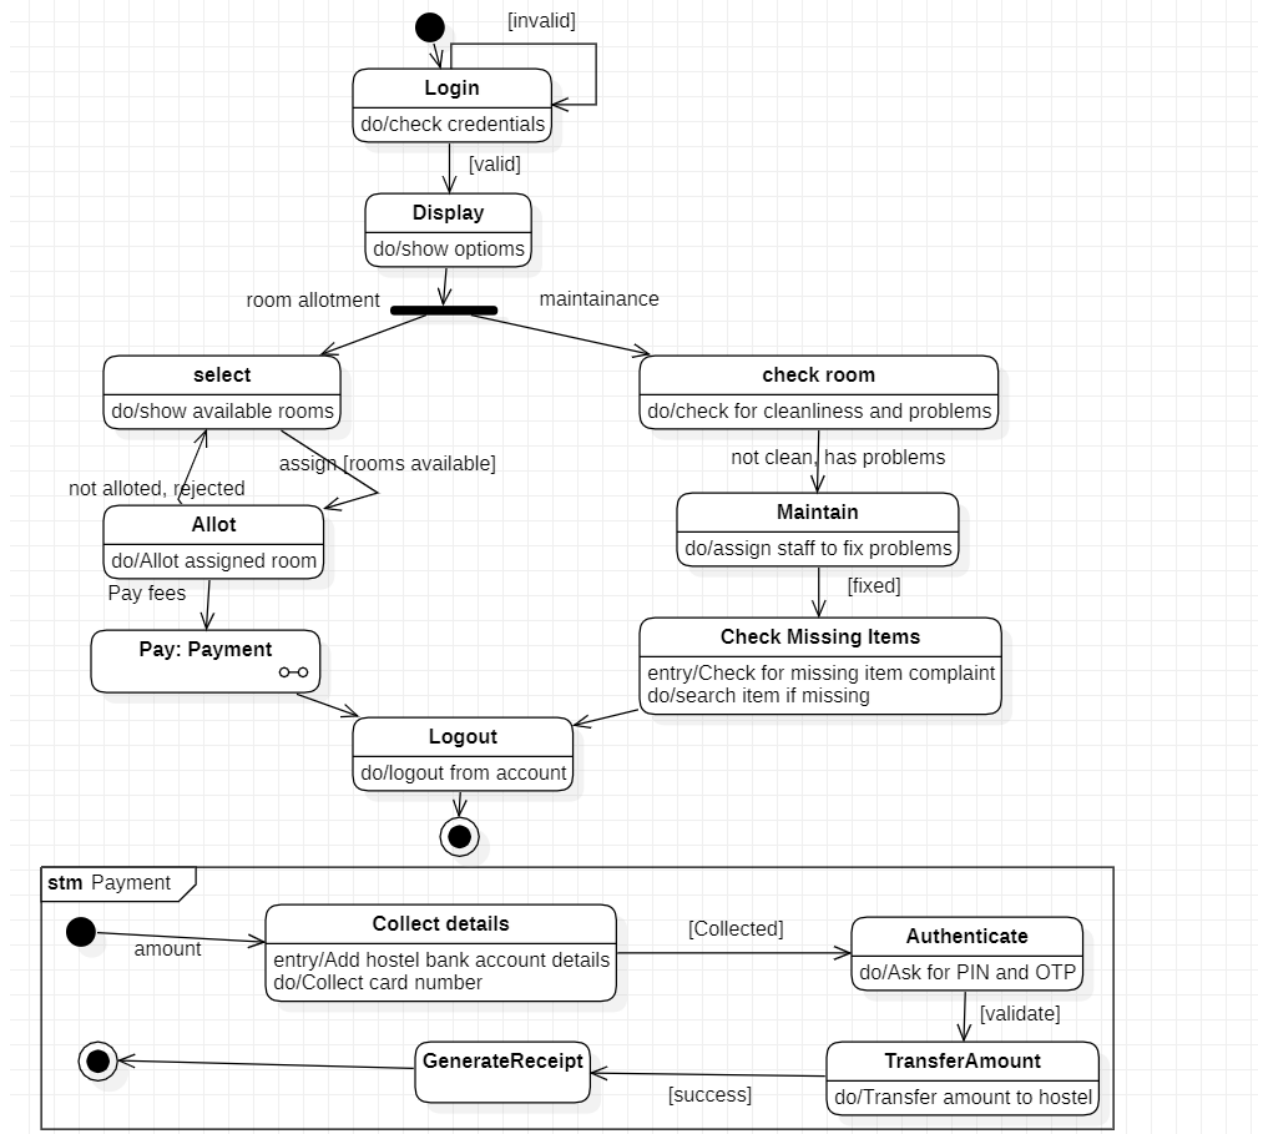 [invalid]
Login
do/check credentials
[valid]
Display
do/show optioms
room allotment
maintainance
select
do/show available rooms
check room
do/check for cleanliness and problems
assign [rooms available]
not clean, has problems
not alloted, rejected
Allot
do/Allot assigned room
Maintain
do/assign staff to fix problems
Pay fees
[fixed]
Pay: Payment
Check Missing Items
entry/Check for missing item complaint
do/search item if missing
Logout
do/logout from account
stm Payment
amount
Collect details
entry/Add hostel bank account details
do/Collect card number
[Collected]
Authenticate
do/Ask for PIN and OTP
[validate]
TransferAmount
do/Transfer amount to hostel
[success]
GenerateReceipt